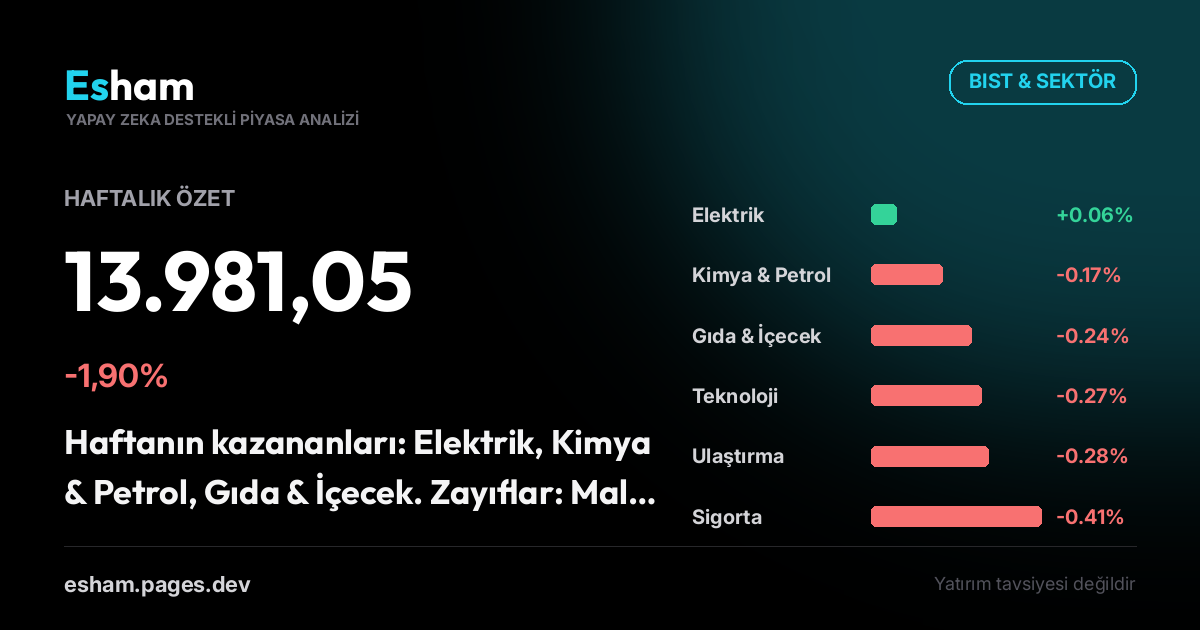 Esham
YAPAY ZEKA DESTEKLİ PİYASA ANALİZİ
BIST & SEKTÖR
HAFTALIK ÖZET
13.981,05
-1,90%
Haftanın kazananları: Elektrik, Kimya
& Petrol, Gıda & İçecek. Zayıflar: Mal...
Elektrik +0.06%
Kimya & Petrol -0.17%
Gıda & İçecek -0.24%
Teknoloji -0.27%
Ulaştırma -0.28%
Sigorta -0.41%
esham.pages.dev
Yatırım tavsiyesi değildir